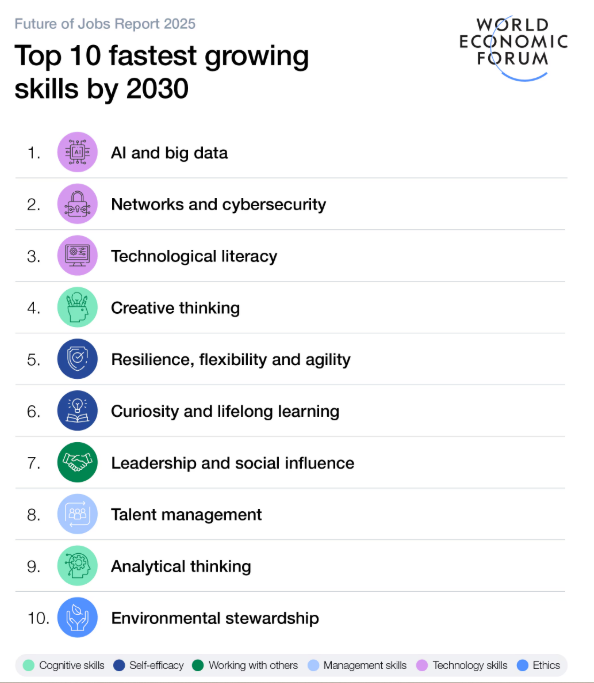 Future of Jobs Report 2025
Top 10 fastest growing
skills by 2030
WORLD
ECONOMIC
FORUM
1. AI and big data
2. Networks and cybersecurity
3. Technological literacy
4. Creative thinking
5. Resilience, flexibility and agility
6. Curiosity and lifelong learning
7. Leadership and social influence
8. Talent management
9. Analytical thinking
10. Environmental stewardship
Cognitive skills Self-efficacy Working with others Management skills Technology skills Ethics